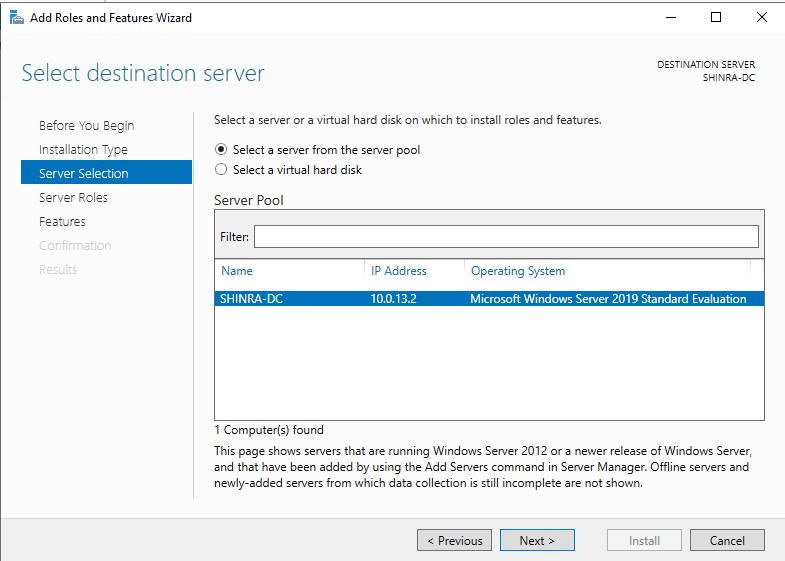 Add Roles and Features Wizard
Select destination server
DESTINATION SERVER
SHINRA-DC
Before You Begin
Installation Type
Server Selection
Server Roles
Features
Confirmation
Results
Select a server or a virtual hard disk on which to install roles and features.
Select a server from the server pool
Select a virtual hard disk
Server Pool
Filter:
Name IP Address Operating System
SHINRA-DC 10.0.13.2 Microsoft Windows Server 2019 Standard Evaluation
1 Computer(s) found
This page shows servers that are running Windows Server 2012 or a newer release of Windows Server,
and that have been added by using the Add Servers command in Server Manager. Offline servers and
newly-added servers from which data collection is still incomplete are not shown.
< Previous Next > Install Cancel